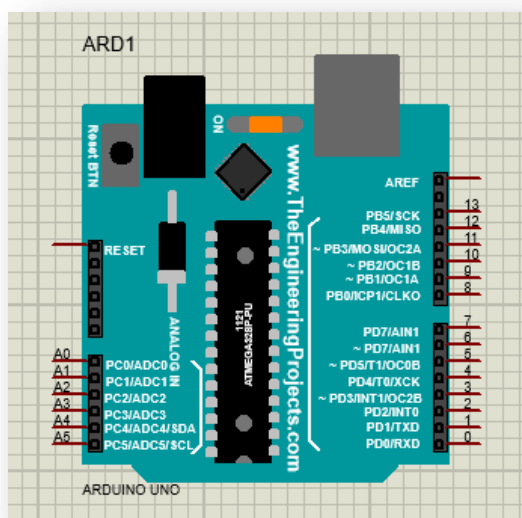 ARD1
Reset BTN
ON
www.TheEngineeringProjects.com
AREF
13
PB5/SCK
12
PB4/MISO
11
~ PB3/MOSI/OC2A
10
~ PB2/OC1B
9
~ PB1/OC1A
8
PB0/ICP1/CLKO
RESET
1121
ATMEGA328P-PU
ANALOG IN
7
PD7/AIN1
6
~ PD7/AIN1
5
~ PD5/T1/OC0B
4
PD4/T0/XCK
3
~ PD3/INT1/OC2B
2
PD2/INT0
1
PD1/TXD
0
PD0/RXD
A0
PC0/ADC0
A1
PC1/ADC1
A2
PC2/ADC2
A3
PC3/ADC3
A4
PC4/ADC4/SDA
A5
PC5/ADC5/SCL
ARDUINO UNO